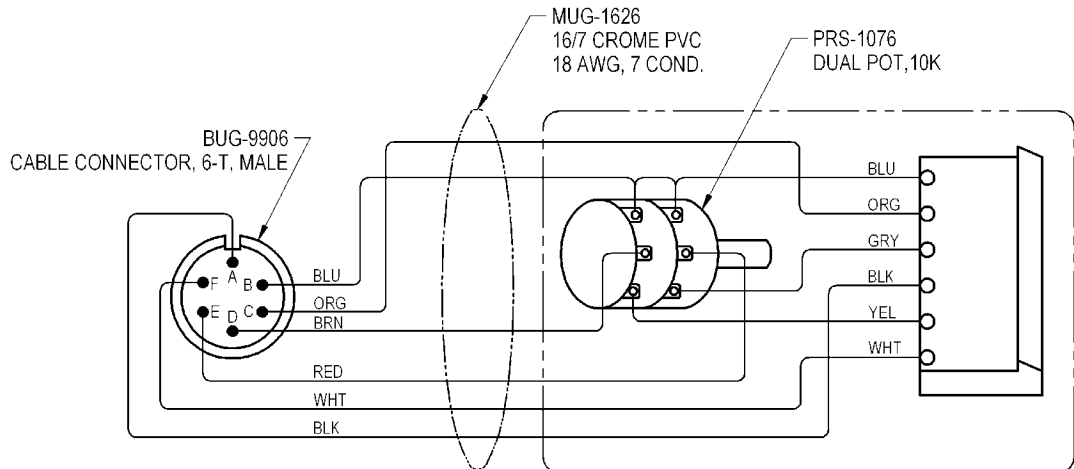 MUG-1626
16/7 CROME PVC
18 AWG, 7 COND.
PRS-1076
DUAL POT,10K
BUG-9906
CABLE CONNECTOR, 6-T, MALE
BLU
ORG
GRY
BLK
YEL
WHT
A
F
B
E
D
C
BLU
ORG
BRN
RED
WHT
BLK